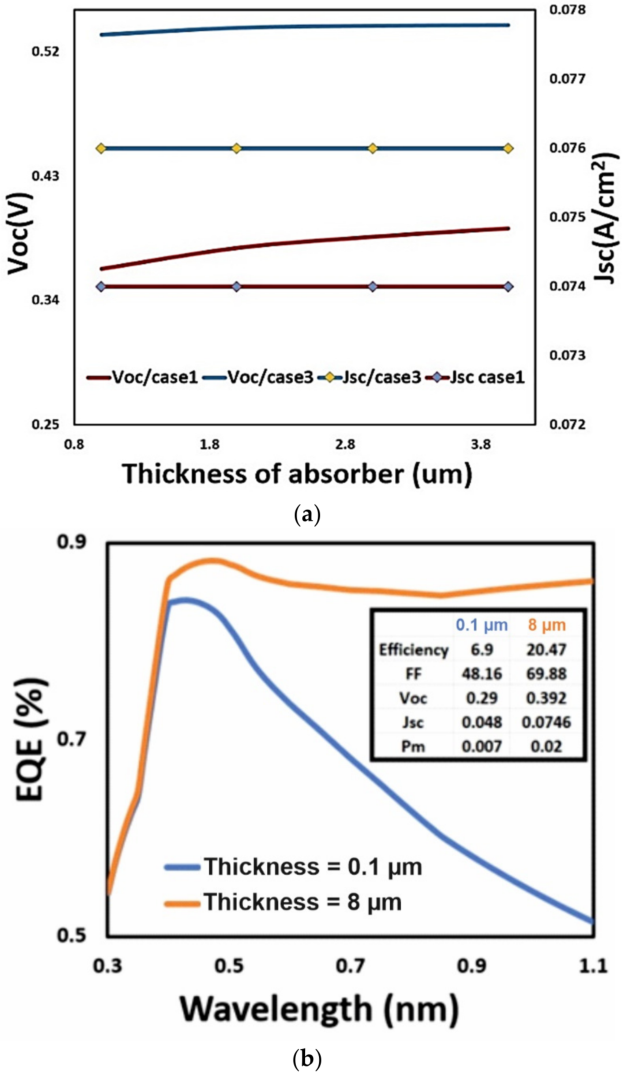 0.078
0.52
0.077
0.076
0.43
0.075
Voc(V)
Jsc(A/cm²)
0.34
0.074
0.073
Voc/case1 Voc/case3 Jsc/case3 Jsc case1
0.25
0.072
0.8 1.8 2.8 3.8
Thickness of absorber (um)
(a)
0.9
0.1 µm 8 µm
Efficiency 6.9 20.47
FF 48.16 69.88
Voc 0.29 0.392
Jsc 0.048 0.0746
Pm 0.007 0.02
EQE (%)
0.7
Thickness = 0.1 µm
Thickness = 8 µm
0.5
0.3 0.5 0.7 0.9 1.1
Wavelength (nm)
(b)